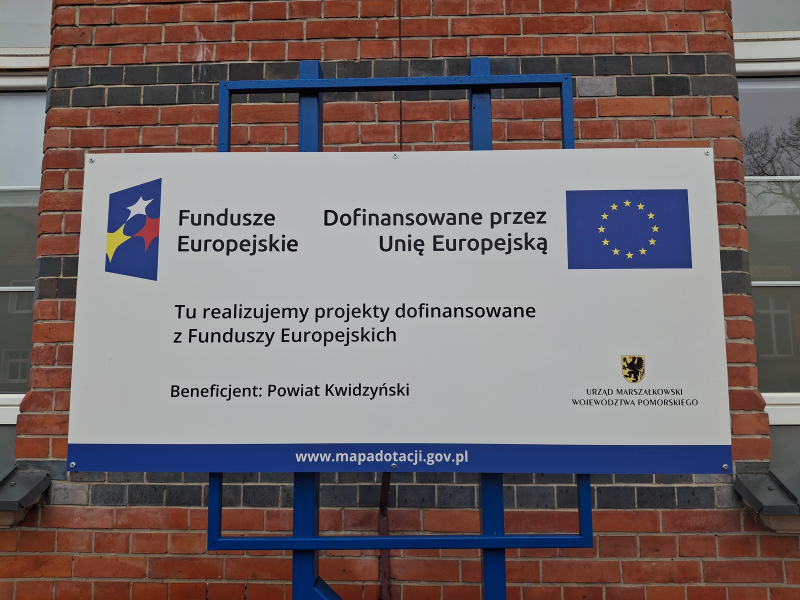 Fundusze
Europejskie
Dofinansowane przez
Unię Europejską
Tu realizujemy projekty dofinansowane
z Funduszy Europejskich
Beneficjent: Powiat Kwidzyński
URZĄD MARSZAŁKOWSKI
WOJEWÓDZTWA POMORSKIEGO
www.mapadotacji.gov.pl